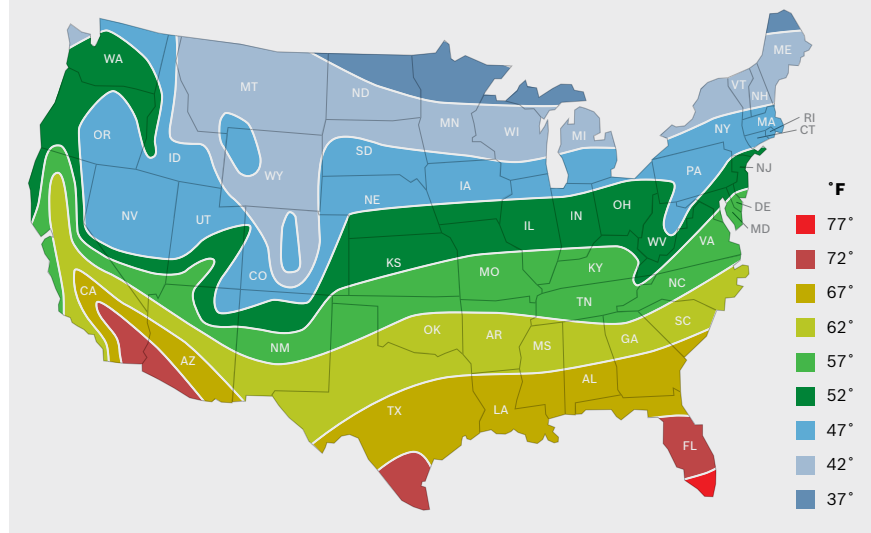 WA
MT
ND
ME
VT
NH
MN
WI
MI
RI
CT
MA
NY
OR
ID
SD
WY
PA
NJ
IA
NE
NV
UT
OH
IN
IL
DE
MD
WV
VA
˚F
77˚
72˚
67˚
62˚
57˚
52˚
47˚
42˚
37˚
CO
KS
MO
KY
NC
CA
TN
SC
NM
AZ
OK
AR
MS
GA
AL
TX
LA
FL